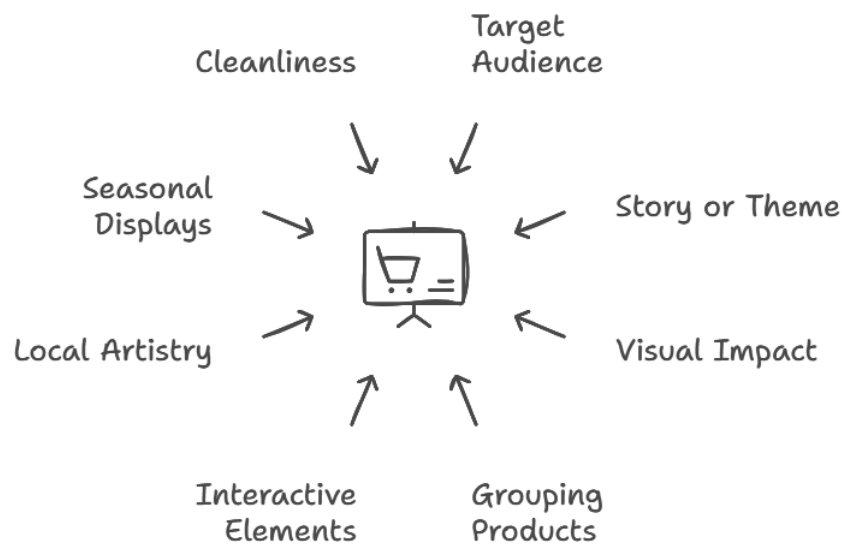 Cleanliness
Target
Audience
Seasonal
Displays
Story or Theme
Local Artistry
Visual Impact
Interactive
Elements
Grouping
Products